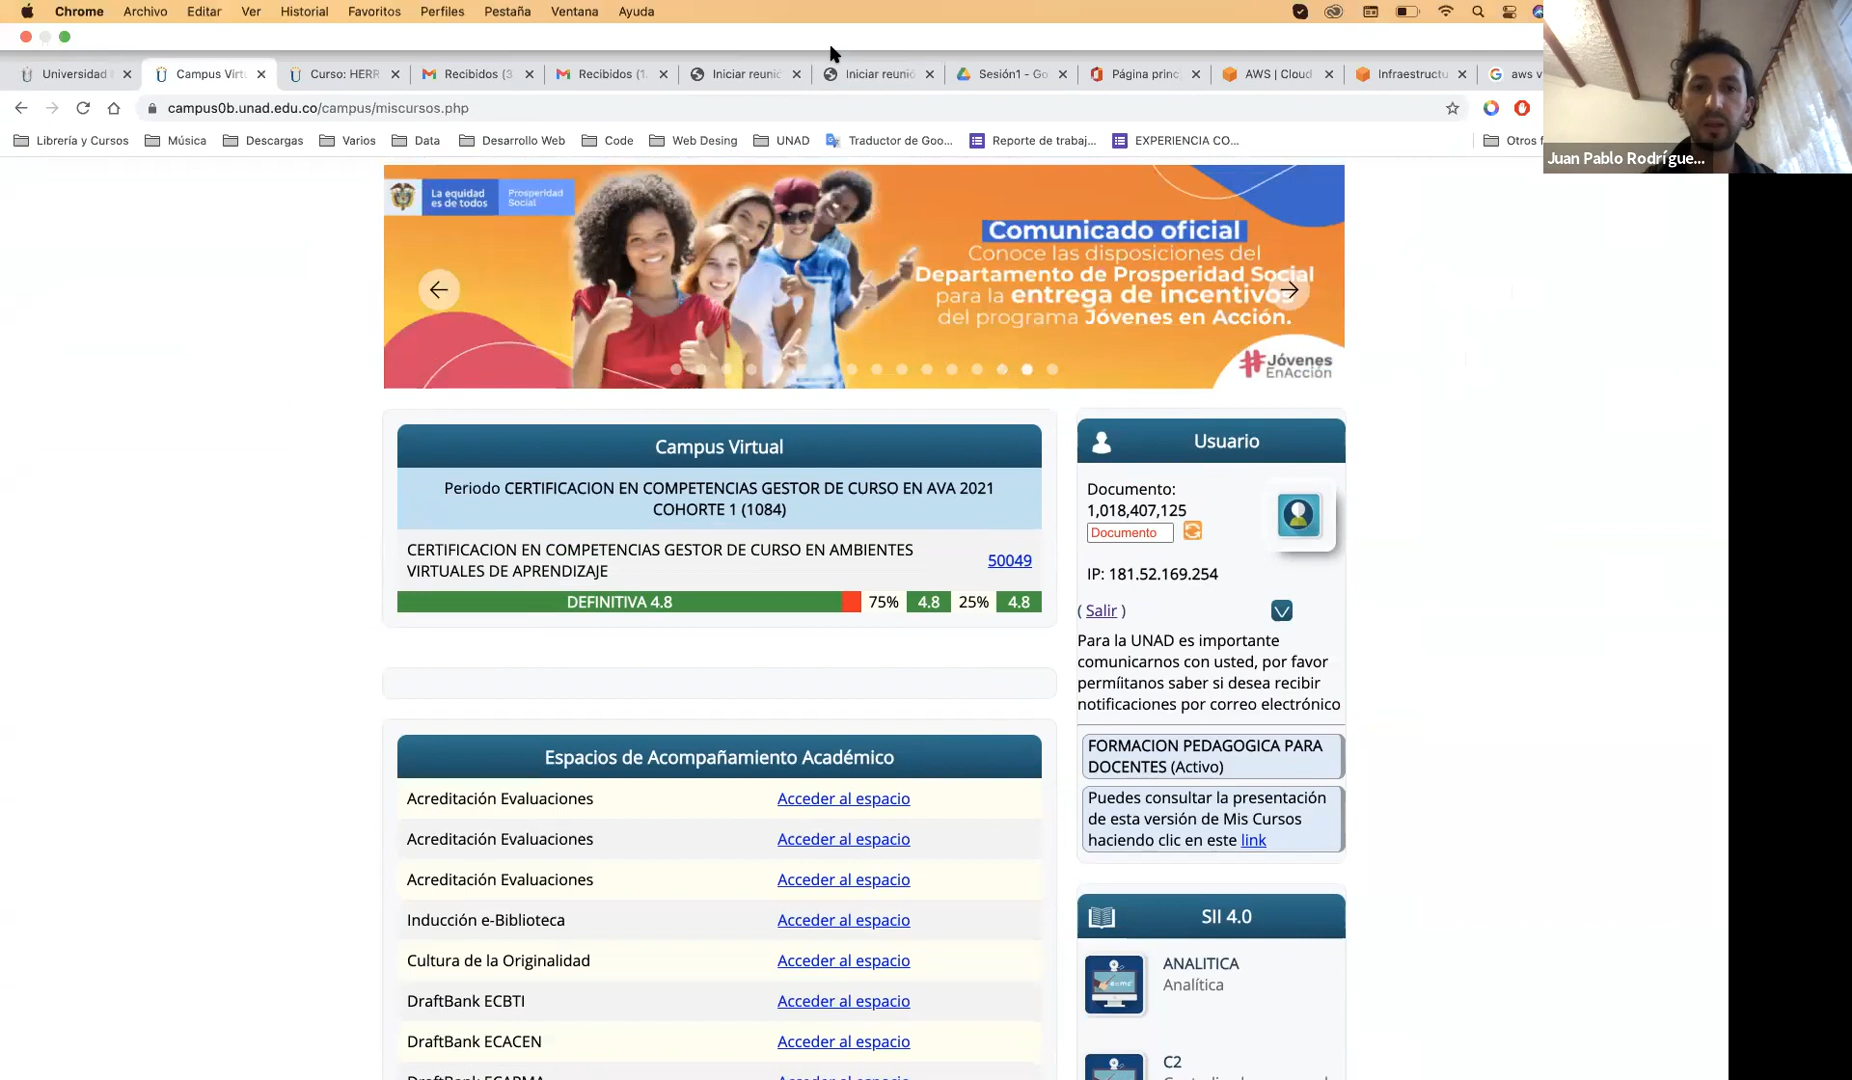 Chrome Archivo Editar Ver Historial Favoritos Perfiles Pestaña Ventana Ayuda
Universidad Campus Virtu Curso: HERR Recibidos (3 Recibidos (1. Iniciar reuni Iniciar reunió Sesión1 - Go Página princ AWS | Cloud Infraestructu aws v
campus0b.unad.edu.co/campus/miscursos.php
Librería y Cursos Música Descargas Varios Data Desarrollo Web Code Web Desing UNAD Traductor de Goo... Reporte de trabaj... EXPERIENCIA CO... Otros f
Juan Pablo Rodrígue...
La equidad
es de todos
Prosperidad
Social
Comunicado oficial
Conoce las disposiciones del
Departamento de Prosperidad Social
para la entrega de incentivos
del programa Jóvenes en Acción.
#Jóvenes
EnAcción
Campus Virtual
Periodo CERTIFICACION EN COMPETENCIAS GESTOR DE CURSO EN AVA 2021
COHORTE 1 (1084)
CERTIFICACION EN COMPETENCIAS GESTOR DE CURSO EN AMBIENTES
VIRTUALES DE APRENDIZAJE
50049
DEFINITIVA 4.8 75% 4.8 25% 4.8
Espacios de Acompañamiento Académico
Acreditación Evaluaciones Acceder al espacio
Acreditación Evaluaciones Acceder al espacio
Acreditación Evaluaciones Acceder al espacio
Inducción e-Biblioteca Acceder al espacio
Cultura de la Originalidad Acceder al espacio
DraftBank ECBTI Acceder al espacio
DraftBank ECACEN Acceder al espacio
Usuario
Documento:
1,018,407,125
Documento
IP: 181.52.169.254
( Salir )
Para la UNAD es importante
comunicarnos con usted, por favor
permíitanos saber si desea recibir
notificaciones por correo electrónico
FORMACION PEDAGOGICA PARA
DOCENTES (Activo)
Puedes consultar la presentación
de esta versión de Mis Cursos
haciendo clic en este link
SII 4.0
ANALITICA
Analítica
C2